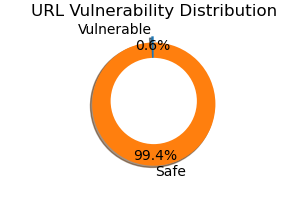 URL Vulnerability Distribution
Vulnerable
0.6%
99.4%
Safe